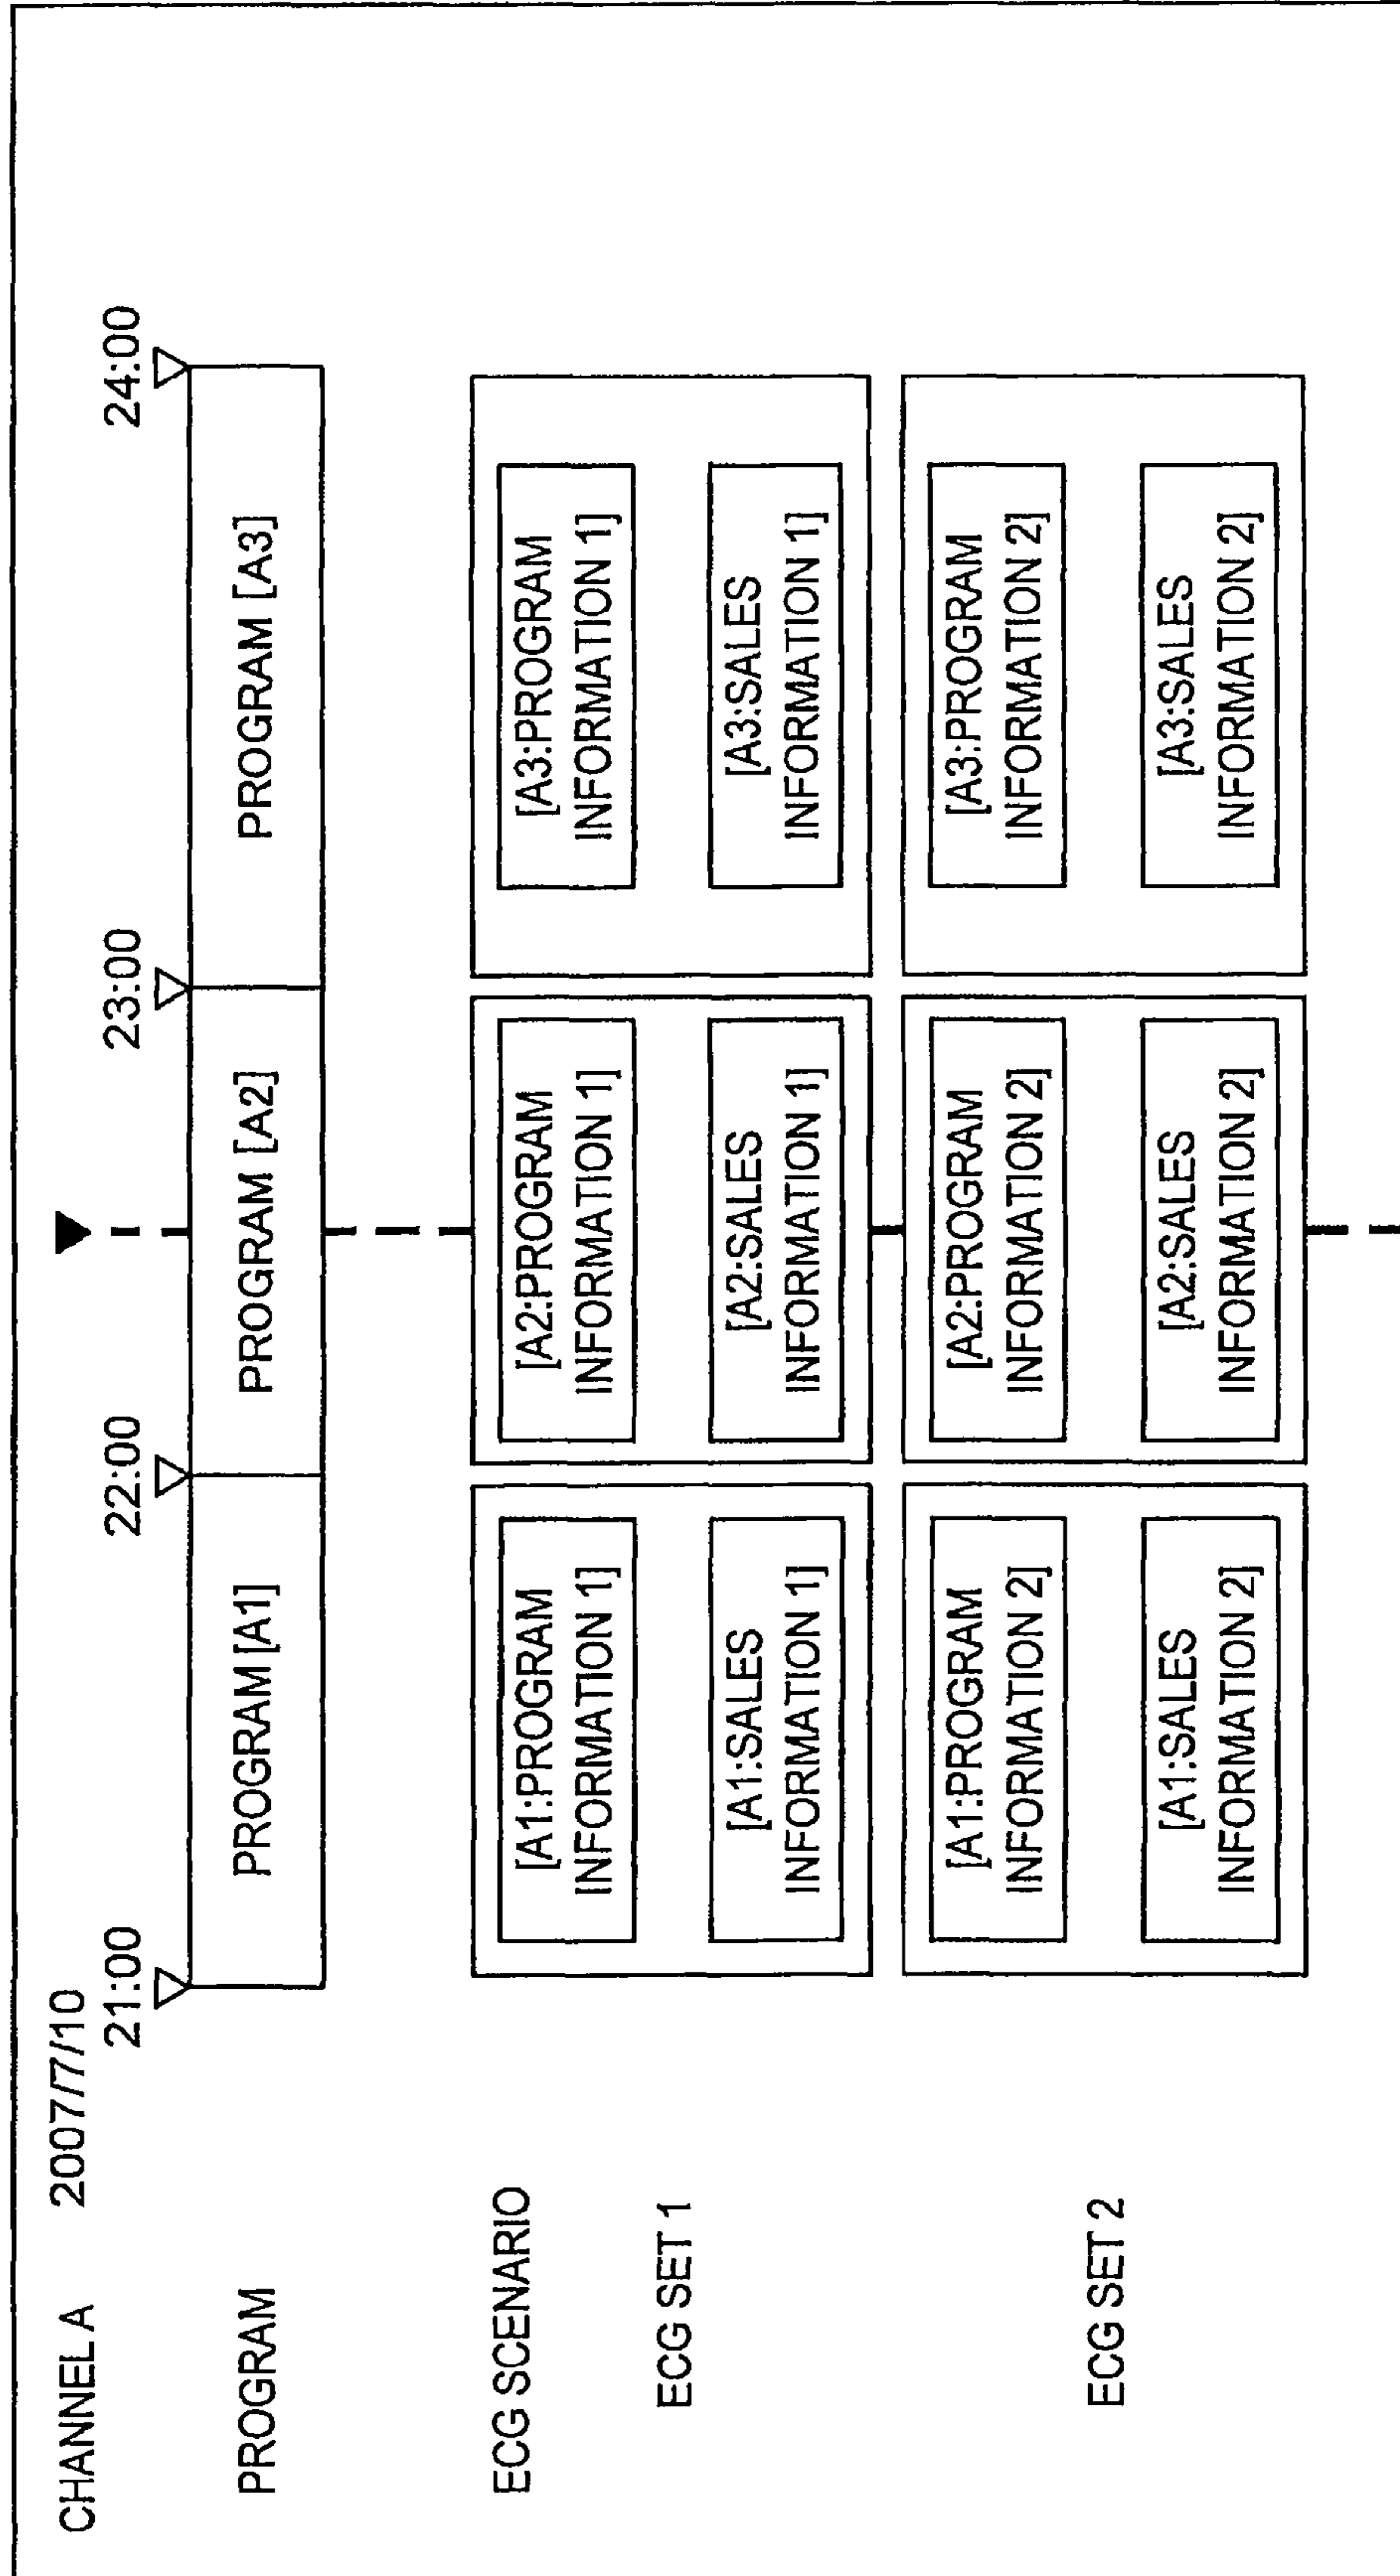 CHANNEL A 2007/7/10
21:00 22:00 23:00 24:00
PROGRAM
PROGRAM [A1]
PROGRAM [A2]
PROGRAM [A3]
ECG SCENARIO
ECG SET 1
[A1:PROGRAM
INFORMATION 1]
[A2:PROGRAM
INFORMATION 1]
[A3:PROGRAM
INFORMATION 1]
[A1:SALES
INFORMATION 1]
[A2:SALES
INFORMATION 1]
[A3:SALES
INFORMATION 1]
ECG SET 2
[A1:PROGRAM
INFORMATION 2]
[A2:PROGRAM
INFORMATION 2]
[A3:PROGRAM
INFORMATION 2]
[A1:SALES
INFORMATION 2]
[A2:SALES
INFORMATION 2]
[A3:SALES
INFORMATION 2]